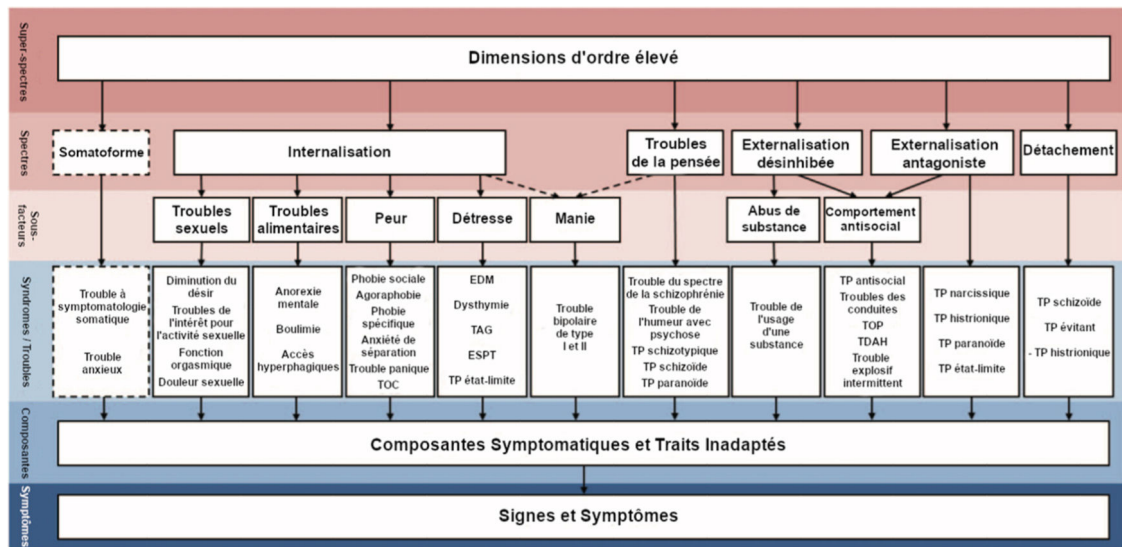 Super-spectres
Dimensions d'ordre élevé
Spectres
Somatoforme
Internalisation
Troubles
de la pensée
Externalisation
désinhibée
Externalisation
antagoniste
Détachement
Sous-
facteurs
Troubles
sexuels
Troubles
alimentaires
Peur
Détresse
Manie
Abus de
substance
Comportement
antisocial
Syndromes / Troubles
Trouble à
symptomatologie
somatique
Trouble
anxieux
Diminution du
désir
Troubles de
l'intérêt pour
l'activité sexuelle
Fonction
orgasmique
Douleur sexuelle
Anorexie
mentale
Boulimie
Accès
hyperphagiques
Phobie sociale
Agoraphobie
Phobie
spécifique
Anxiété de
séparation
Trouble panique
TOC
EDM
Dysthymie
TAG
ESPT
TP état-limite
Trouble
bipolaire
de type
I et II
Trouble du spectre
de la schizophrénie
Trouble de
l'humeur avec
psychose
TP schizotypique
TP schizoïde
TP paranoïde
Trouble de
l'usage
d'une
substance
TP antisocial
Troubles des
conduites
TOP
TDAH
Trouble
explosif
intermittent
TP narcissique
TP histrionique
TP paranoïde
TP état-limite
TP schizoïde
TP évitant
- TP histrionique
Composantes
Composantes Symptomatiques et Traits Inadaptés
Symptômes
Signes et Symptômes